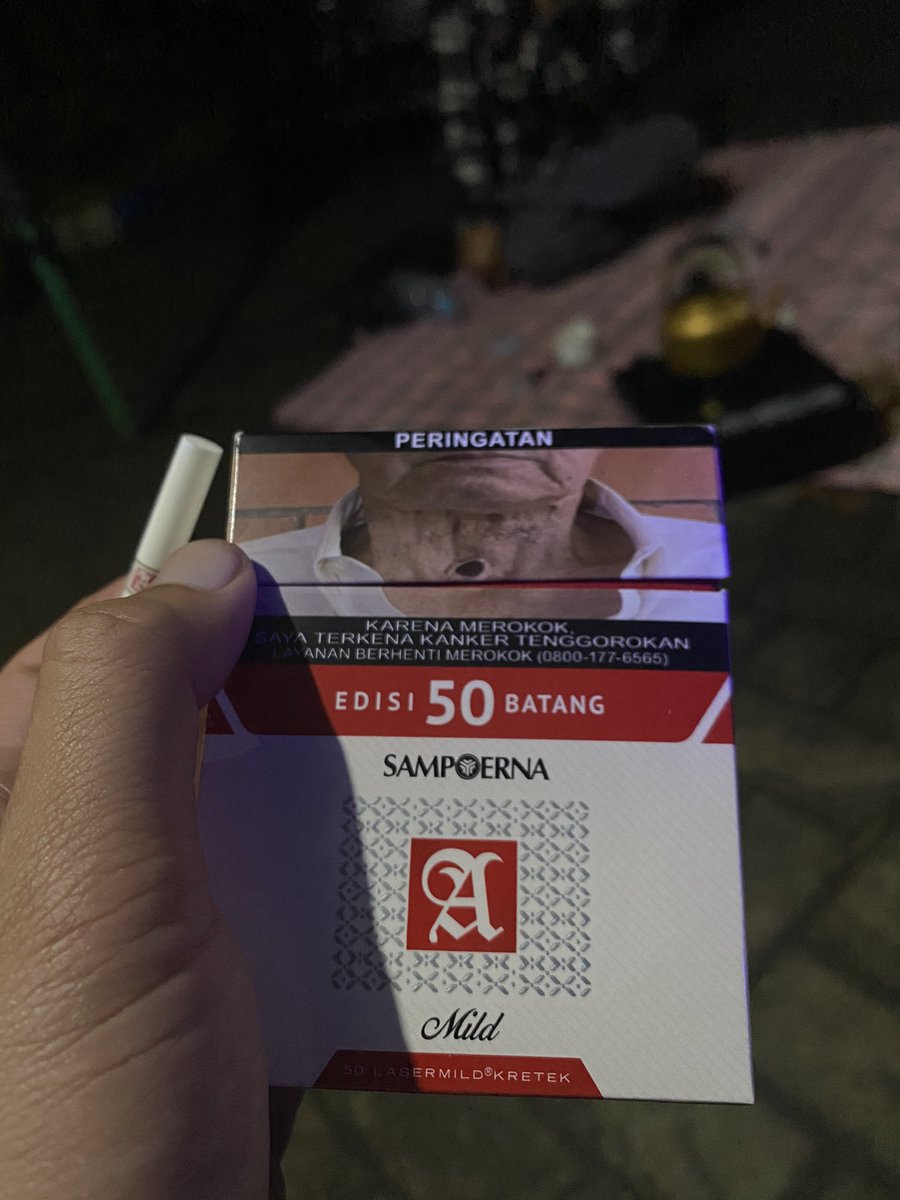 PERINGATAN
KARENA MEROKOK,
SAYA TERKENA KANKER TENGGOROKAN
LAYANAN BERHENTI MEROKOK (0800-177-6565)
EDISI 50 BATANG
SAMPOERNA
A
Mild
50 LASERMILD® KRETEK